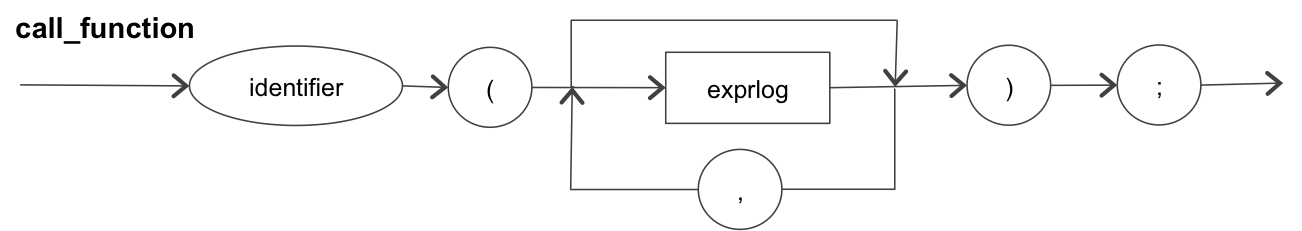 call_function
identifier ( exprlog ) ;
,